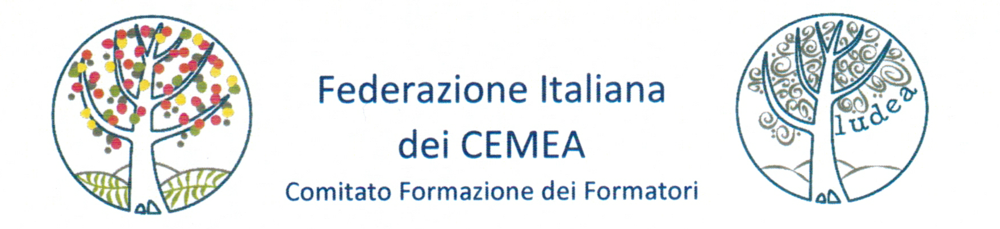 Federazione Italiana
dei CEMEA
Comitato Formazione dei Formatori
ludea